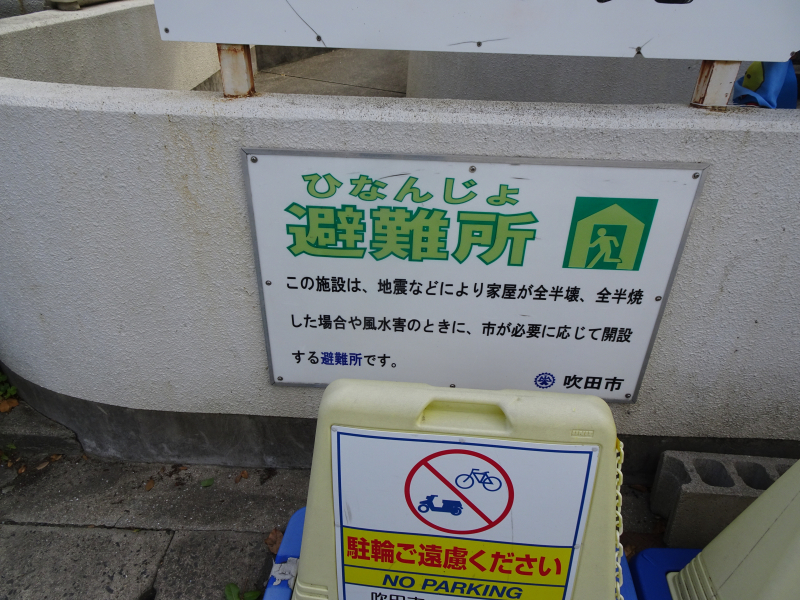 ひなんじょ
避難所
この施設は、地震などにより家屋が全半壊、全半焼
した場合や風水害のときに、市が必要に応じて開設
する避難所です。
吹田市
駐輪ご遠慮ください
NO PARKING
吹田市